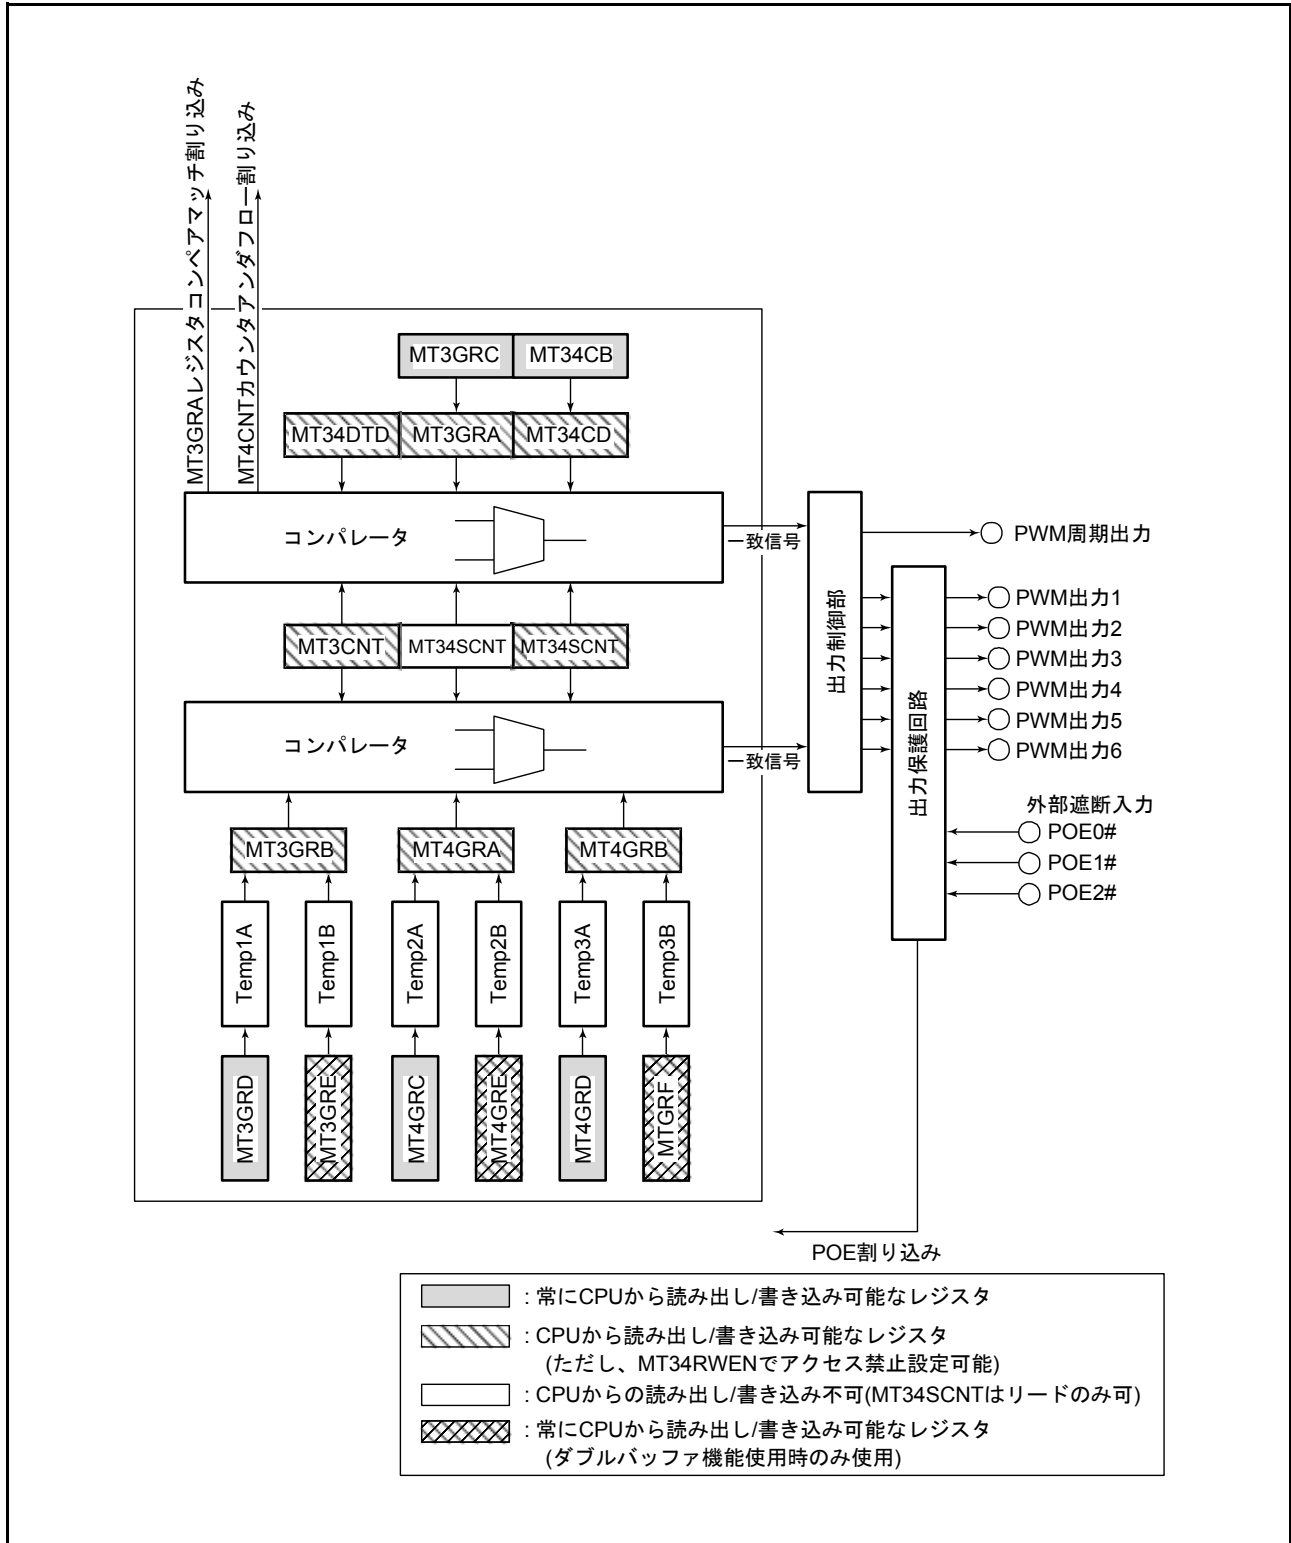 MT3GRAレジスタコンペアマッチ割り込み
MT4CNTカウンタアンダフロー割り込み
MT3GRC
MT34CB
MT34DTD
MT3GRA
MT34CD
コンパレータ
一致信号
MT3CNT
MT34SCNT
MT34SCNT
コンパレータ
一致信号
MT3GRB
MT4GRA
MT4GRB
Temp1A
Temp1B
Temp2A
Temp2B
Temp3A
Temp3B
MT3GRD
MT3GRE
MT4GRC
MT4GRE
MT4GRD
MTGRF
出力制御部
出力保護回路
PWM周期出力
PWM出力1
PWM出力2
PWM出力3
PWM出力4
PWM出力5
PWM出力6
外部遮断入力
POE0#
POE1#
POE2#
POE割り込み
: 常にCPUから読み出し/書き込み可能なレジスタ
: CPUから読み出し/書き込み可能なレジスタ
(ただし、MT34RWENでアクセス禁止設定可能)
: CPUからの読み出し/書き込み不可(MT34SCNTはリードのみ可)
: 常にCPUから読み出し/書き込み可能なレジスタ
(ダブルバッファ機能使用時のみ使用)